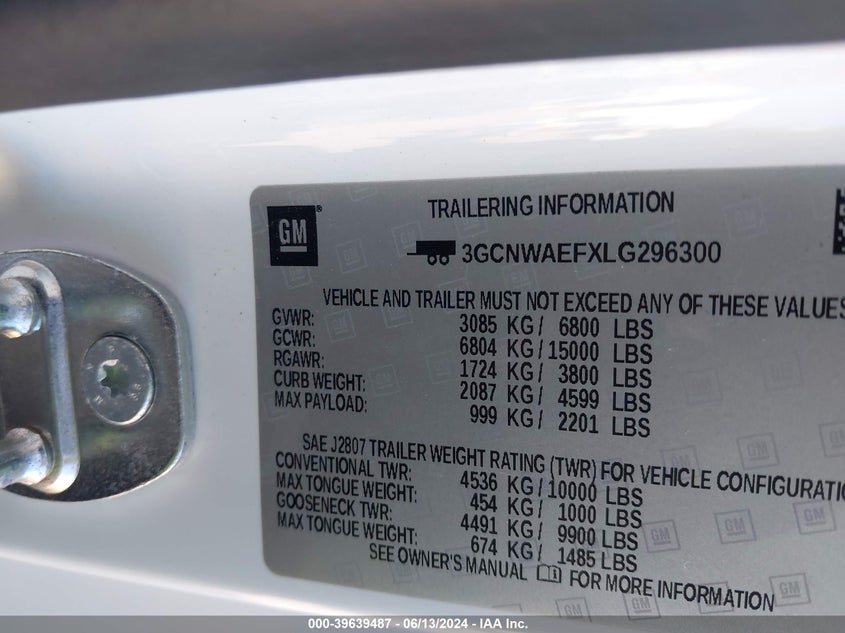 GM
TRAILERING INFORMATION
3GCNWAEFXLG296300
VEHICLE AND TRAILER MUST NOT EXCEED ANY OF THESE VALUES
GVWR: 3085 KG/ 6800 LBS
GCWR: 6804 KG/15000 LBS
RGAWR: 1724 KG/ 3800 LBS
CURB WEIGHT: 2087 KG/ 4599 LBS
MAX PAYLOAD: 999 KG/ 2201 LBS
SAE J2807 TRAILER WEIGHT RATING (TWR) FOR VEHICLE CONFIGURATIO
CONVENTIONAL TWR: 4536 KG/10000 LBS
MAX TONGUE WEIGHT: 454 KG/ 1000 LBS
GOOSENECK TWR: 4491 KG/ 9900 LBS
MAX TONGUE WEIGHT: 674 KG/ 1485 LBS
SEE OWNER'S MANUAL FOR MORE INFORMATION
000-39639487 - 06/13/2024 - IAA Inc.